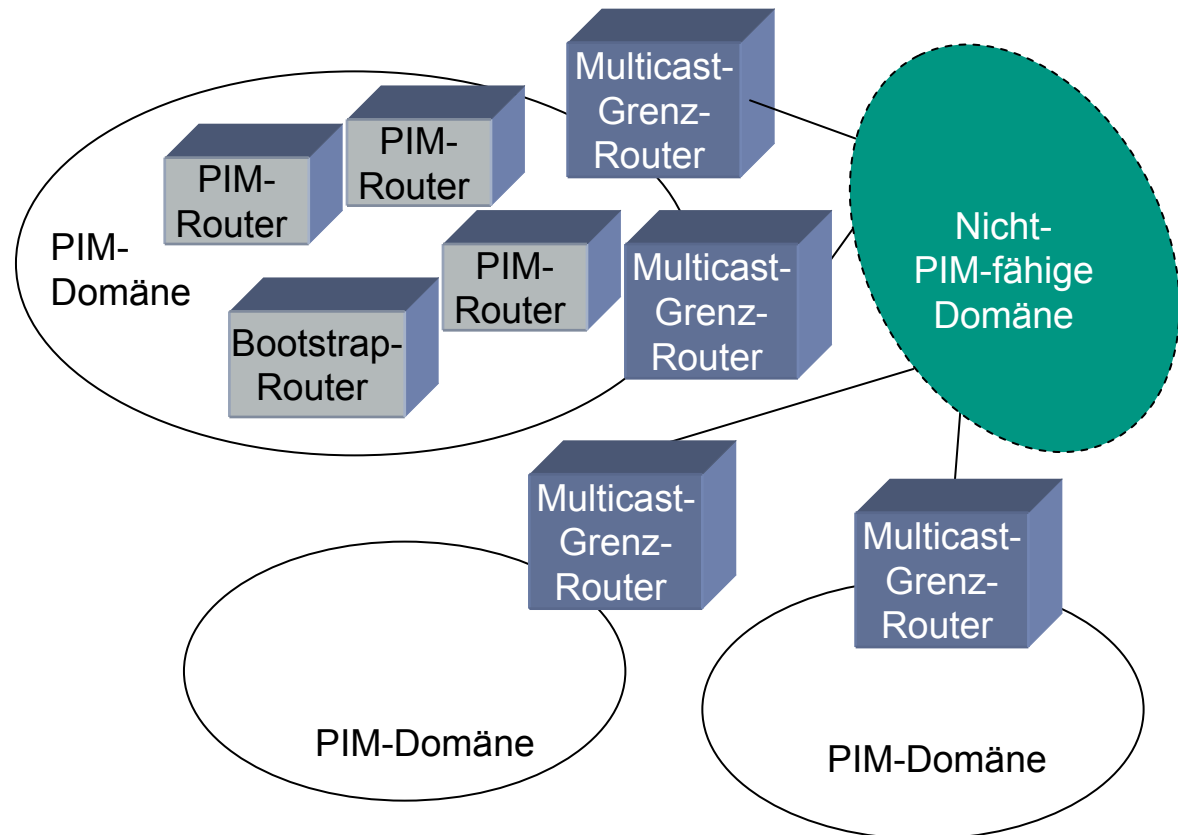 Multicast-
Grenz-
Router
PIM-
Router
PIM-
Router
PIM-
Domäne
PIM-
Router
Multicast-
Grenz-
Router
Nicht-
PIM-fähige
Domäne
Bootstrap-
Router
Multicast-
Grenz-
Router
Multicast-
Grenz-
Router
PIM-Domäne
PIM-Domäne